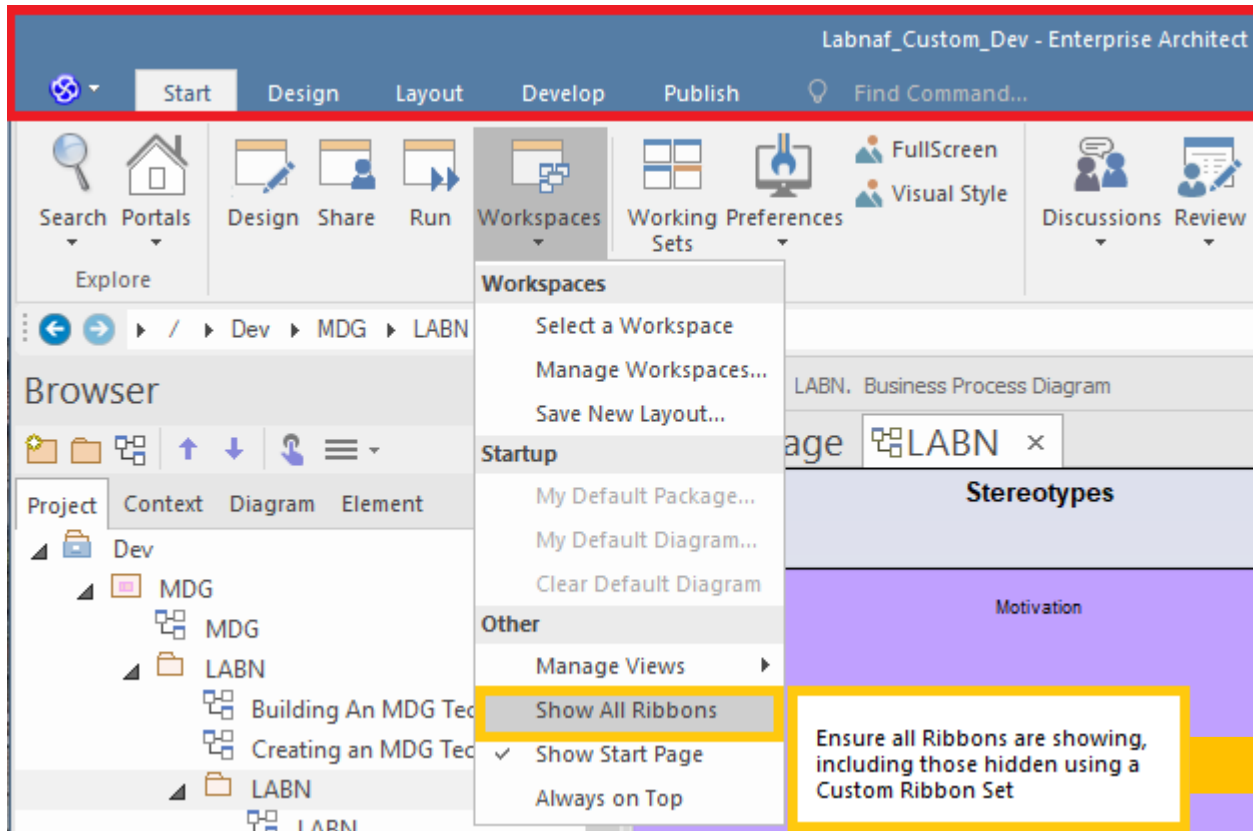 Labnaf_Custom_Dev - Enterprise Architect
Start Design Layout Develop Publish Find Command...
FullScreen
Visual Style
Search Portals Design Share Run Workspaces Working Sets Preferences Discussions Review
Explore
/ Dev MDG LABN
Workspaces
Select a Workspace
Manage Workspaces...
Save New Layout...
Startup
My Default Package...
My Default Diagram...
Clear Default Diagram
Other
Manage Views
Show All Ribbons
Show Start Page
Always on Top
Browser
Project Context Diagram Element
Dev
MDG
MDG
LABN
Building An MDG Tec
Creating an MDG Tec
LABN
LABN
LABN. Business Process Diagram
age LABN ×
Stereotypes
Motivation
Ensure all Ribbons are showing,
including those hidden using a
Custom Ribbon Set